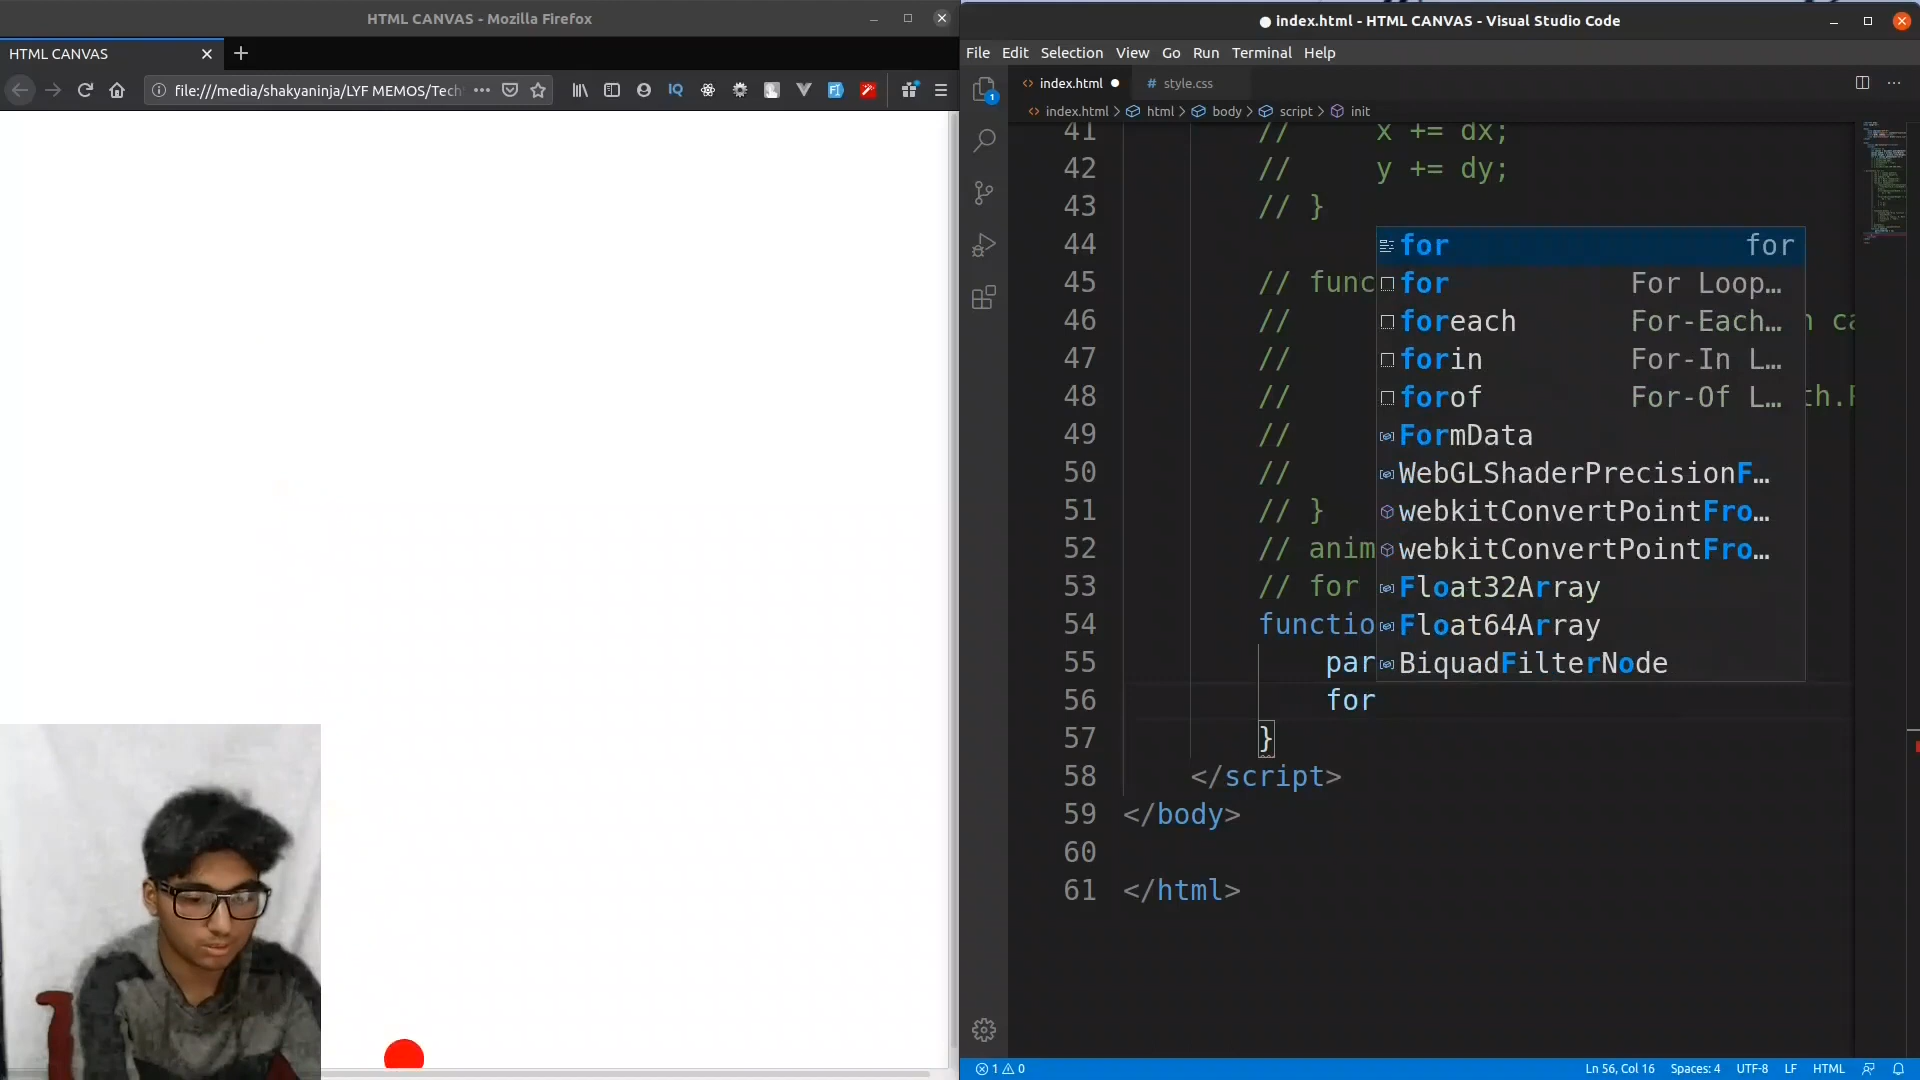 HTML CANVAS - Mozilla Firefox
HTML CANVAS
file:///media/shakyaninja/LYF MEMOS/Tech
IQ
index.html - HTML CANVAS - Visual Studio Code
File Edit Selection View Go Run Terminal Help
index.html
# style.css
index.html > html > body > script > init
1
41 // x += dx;
42 // y += dy;
43 // }
44
45 // func
46 //
47 //
48 //
49 //
50 //
51 // }
52 // anim
53 // for
54 functio
55 par
56 for
57 }
58 </script>
59 </body>
60
61 </html>
for for
for For Loop…
foreach For-Each…
forin For-In L…
forof For-Of L…
FormData
WebGLShaderPrecisionF…
webkitConvertPointFro…
webkitConvertPointFro…
Float32Array
Float64Array
BiquadFilterNode
1 0
Ln 56, Col 16 Spaces: 4 UTF-8 LF HTML